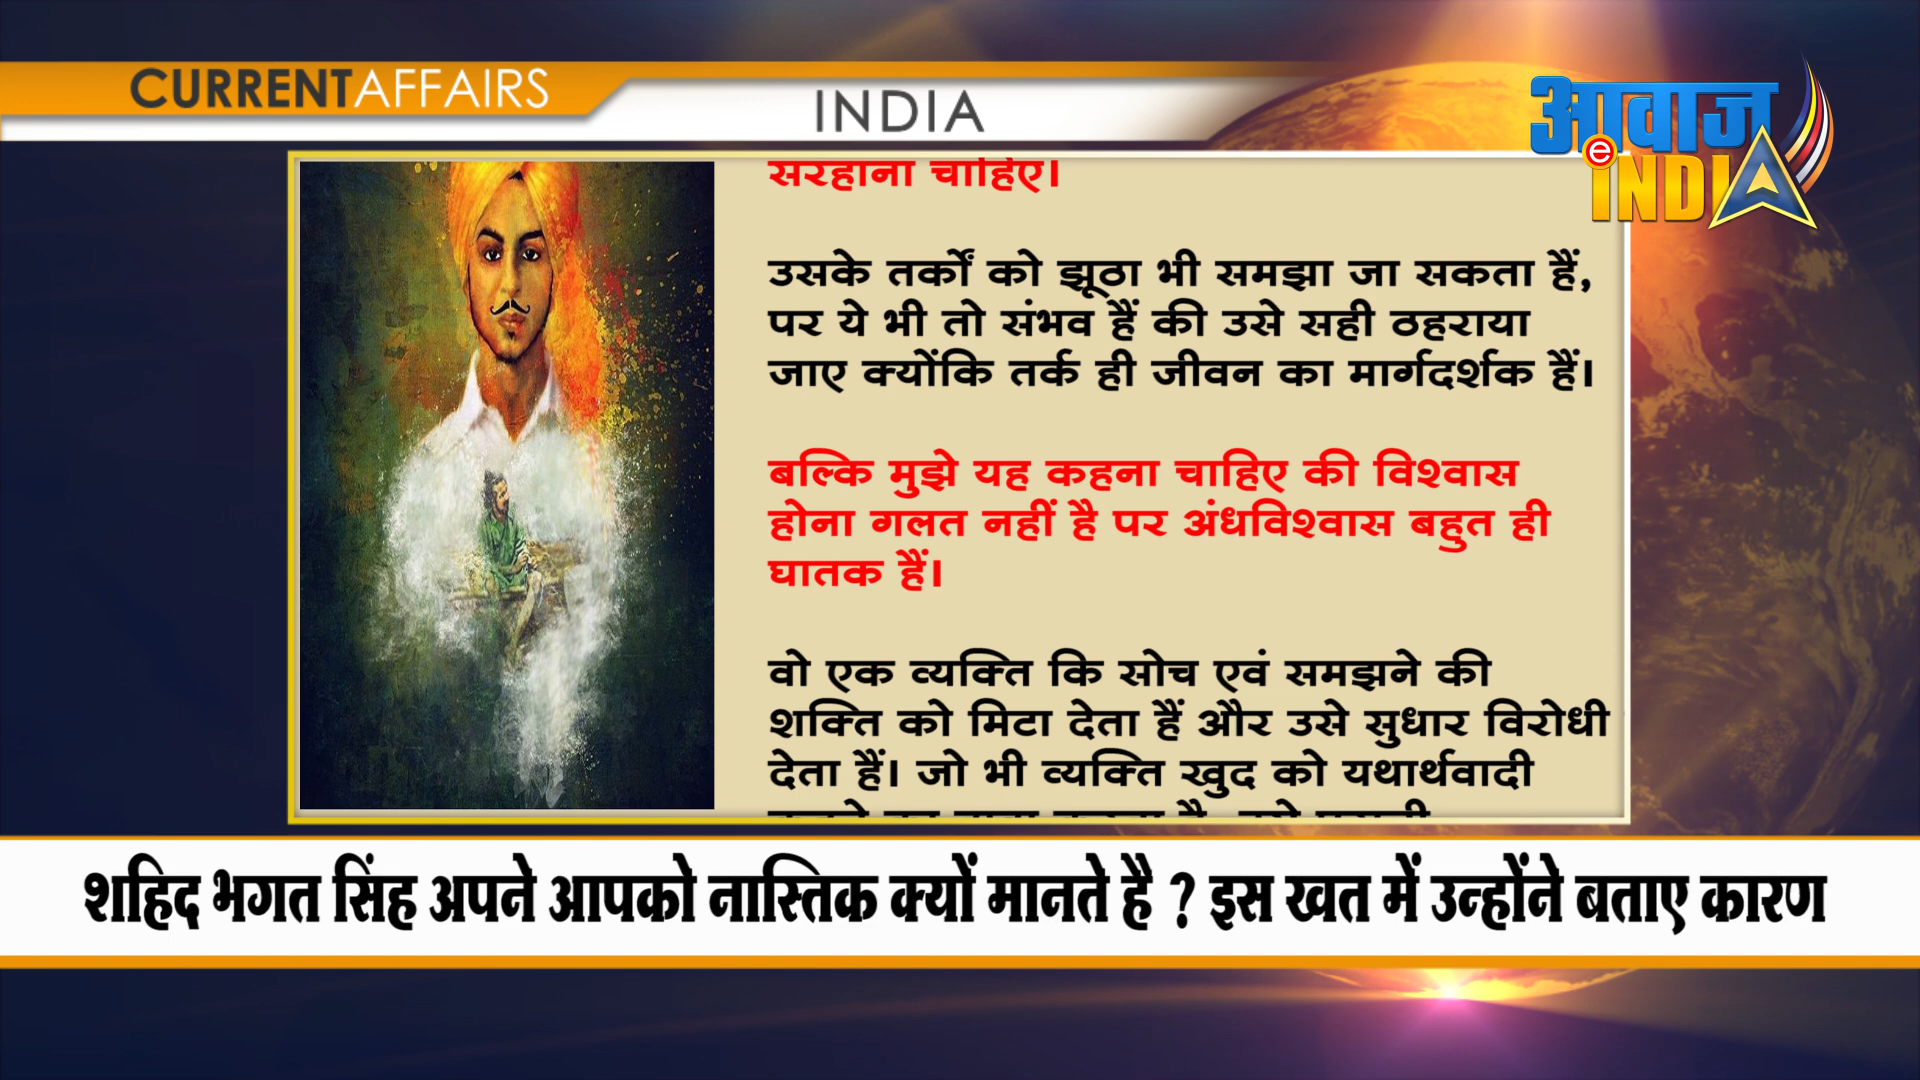 CURRENTAFFAIRS
INDIA
आवाज
e
INDIA
सरहाना चाहिए।
उसके तर्कों को झूठा भी समझा जा सकता हैं,
पर ये भी तो संभव हैं की उसे सही ठहराया
जाए क्योंकि तर्क ही जीवन का मार्गदर्शक हैं।
बल्कि मुझे यह कहना चाहिए की विश्वास
होना गलत नहीं है पर अंधविश्वास बहुत ही
घातक हैं।
वो एक व्यक्ति कि सोच एवं समझने की
शक्ति को मिटा देता हैं और उसे सुधार विरोधी
देता हैं। जो भी व्यक्ति खुद को यथार्थवादी
शहिद भगत सिंह अपने आपको नास्तिक क्यों मानते है ? इस खत में उन्होंने बताए कारण